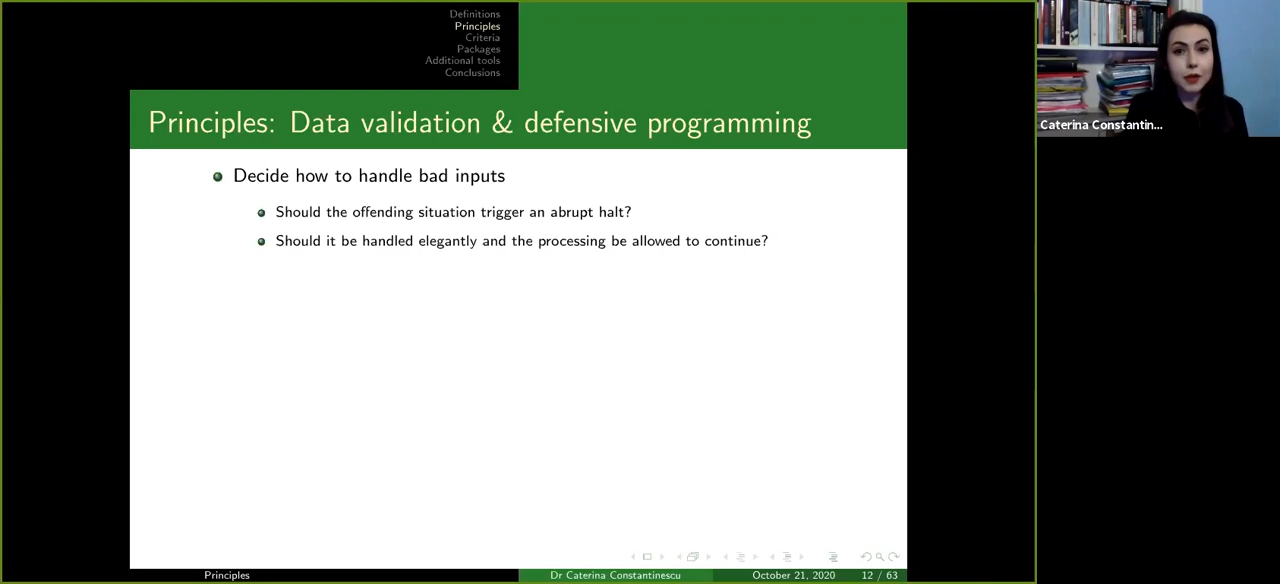 Definitions
Principles
Criteria
Packages
Additional tools
Conclusions
Principles: Data validation & defensive programming
Decide how to handle bad inputs
Should the offending situation trigger an abrupt halt?
Should it be handled elegantly and the processing be allowed to continue?
Caterina Constantin...
Principles
Dr Caterina Constantinescu
October 21, 2020
12 / 63